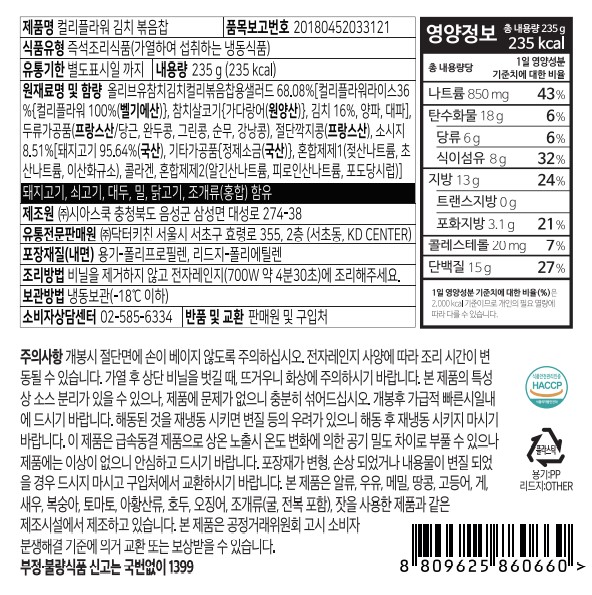 제품명 컬리플라워 김치 볶음찹 품목보고번호 20180452033121
식품유형 즉석조리식품(가열하여 섭취하는 냉동식품)
유통기한 별도표시일 까지 내용량 235 g (235 kcal)
원재료명 및 함량 올리브유참치김치컬리볶음찹용샐러드 68.08%[컬리플라워라이스36
%{컬리플라워 100%(벨기에산)}, 참치살코기{가다랑어(원양산)}, 김치 16%, 양파, 대파],
두류가공품(프랑스산/당근, 완두콩, 그린콩, 순무, 강낭콩), 절단깍지콩(프랑스산), 소시지
8.51%[돼지고기 95.64%(국산), 기타가공품{정제소금(국산)}, 혼합제제1(젖산나트륨, 초
산나트륨, 이산화규소), 콜라겐, 혼합제제2(알긴산나트륨, 피로인산나트륨, 포도당시럽)]
돼지고기, 쇠고기, 대두, 밀, 닭고기, 조개류(홍합) 함유
제조원 ㈜시아스쿡 충청북도 음성군 삼성면 대성로 274-38
유통전문판매원 ㈜닥터키친 서울시 서초구 효령로 355, 2층 (서초동, KD CENTER)
포장재질(내면) 용기-폴리프로필렌, 리드지-폴리에틸렌
조리방법 비닐을 제거하지 않고 전자레인지(700W 약 4분30초)에 조리해주세요.
보관방법 냉동보관(-18℃ 이하)
소비자상담센터 02-585-6334 반품 및 교환 판매원 및 구입처
영양정보 총 내용량 235 g
235 kcal
총 내용량당 1일 영양성분
기준치에 대한 비율
나트륨 850 mg 43%
탄수화물 18 g 6%
당류 6 g 6%
식이섬유 8 g 32%
지방 13 g 24%
트랜스지방 0 g
포화지방 3.1 g 21%
콜레스테롤 20 mg 7%
단백질 15 g 27%
1일 영양성분 기준치에 대한 비율(%)은
2,000 kcal 기준이므로 개인의 필요 열량에
따라 다를 수 있습니다.
주의사항 개봉시 절단면에 손이 베이지 않도록 주의하십시오. 전자레인지 사양에 따라 조리 시간이 변
동될 수 있습니다. 가열 후 상단 비닐을 벗길 때, 뜨거우니 화상에 주의하시기 바랍니다. 본 제품의 특성
상 소스 분리가 있을 수 있으나, 제품에 문제가 없으니 충분히 섞어드십시오. 개봉후 가급적 빠른시일내
에 드시기 바랍니다. 해동된 것을 재냉동 시키면 변질 등의 우려가 있으니 해동 후 재냉동 시키지 마시기
바랍니다. 이 제품은 급속동결 제품으로 상온 노출시 온도 변화에 의한 공기 밀도 차이로 부풀 수 있으나
제품에는 이상이 없으니 안심하고 드시기 바랍니다. 포장재가 변형, 손상 되었거나 내용물이 변질 되었
을 경우 드시지 마시고 구입처에서 교환하시기 바랍니다. 본 제품은 알류, 우유, 메밀, 땅콩, 고등어, 게,
새우, 복숭아, 토마토, 아황산류, 호두, 오징어, 조개류(굴, 전복 포함), 잣을 사용한 제품과 같은
제조시설에서 제조하고 있습니다. 본 제품은 공정거래위원회 고시 소비자
분쟁해결 기준에 의거 교환 또는 보상받을 수 있습니다.
부정·불량식품 신고는 국번없이 1399
HACCP
플라스틱
용기:PP
리드지:OTHER
8 809625 860660 >